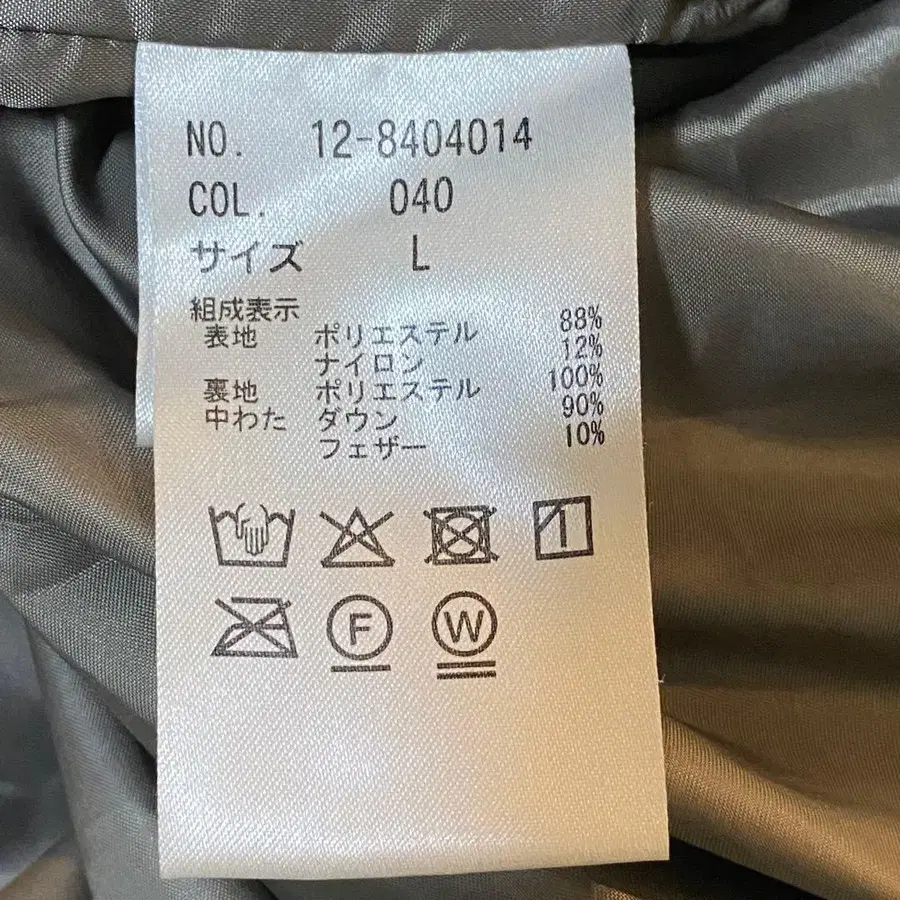 NO. 12-8404014
COL. 040
サイズ L
組成表示
表地 ポリエステル 88%
ナイロン 12%
裏地 ポリエステル 100%
中わた ダウン 90%
フェザー 10%
F W